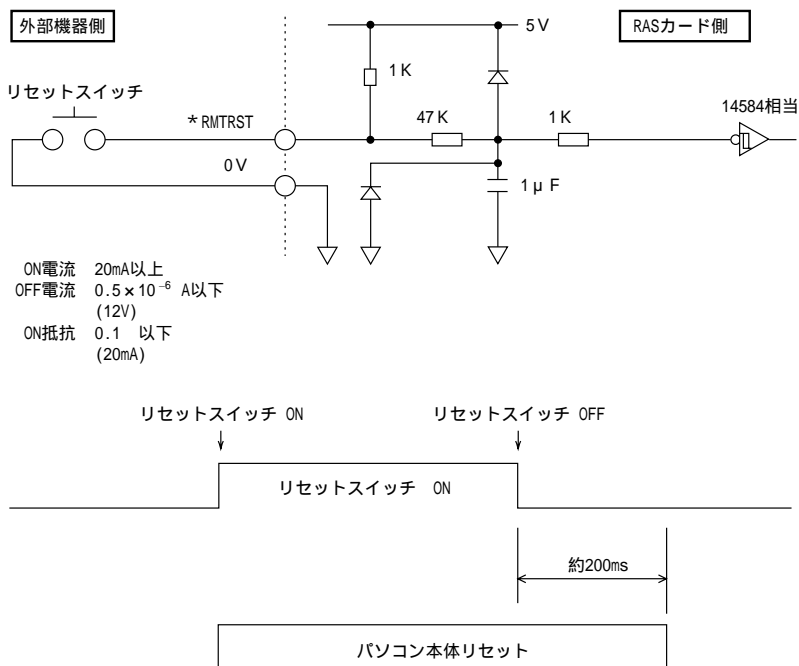 外部機器側
RASカード側
5V
1K
リセットスイッチ
*RMTRST
47K
1K
14584相当
0V
1μF
ON電流 20mA以上
OFF電流 0.5×10⁻⁶ A以下
(12V)
ON抵抗 0.1 以下
(20mA)
リセットスイッチ ON
リセットスイッチ OFF
リセットスイッチ ON
約200ms
パソコン本体リセット